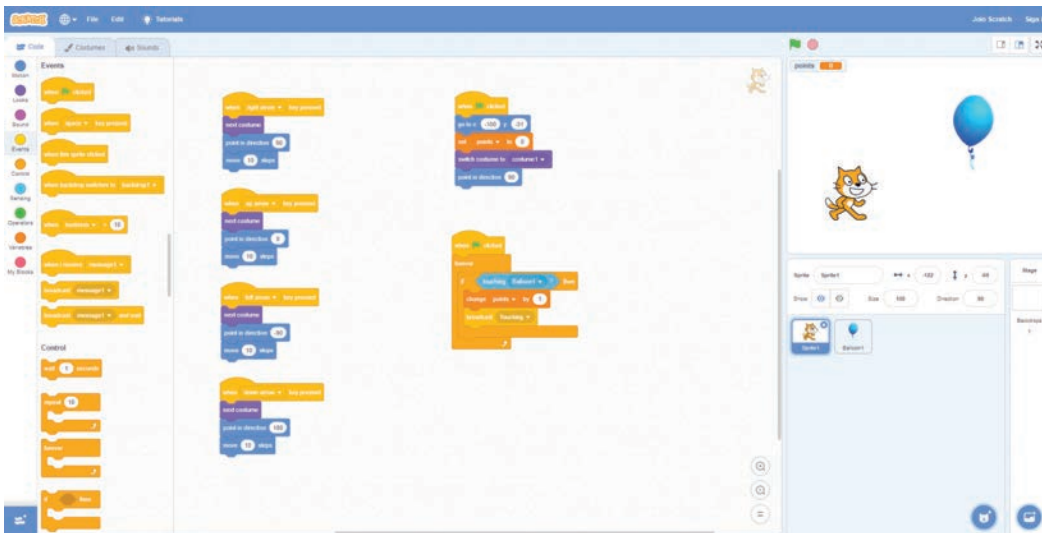 SCRATCH File Edit Tutorials Join Scratch Sign
Code Costumes Sounds
Motion
Looks
Sound
Events
Control
Sensing
Operators
Variables
My Blocks
Events
when clicked
when space key pressed
when this sprite clicked
when backdrop switches to backdrop1
when loudness > 10
when I receive message1
broadcast message1
broadcast message1 and wait
Control
wait 1 seconds
repeat 10
forever
if then
when right arrow key pressed
next costume
point in direction 90
move 10 steps
when up arrow key pressed
next costume
point in direction 0
move 10 steps
when left arrow key pressed
next costume
point in direction -90
move 10 steps
when down arrow key pressed
next costume
point in direction 180
move 10 steps
when clicked
go to x: y:
set points to 0
switch costume to costume1
point in direction 90
when clicked
forever
if touching Balloon1 ? then
change points by 1
broadcast Touching
points 0
Sprite Sprite1 x y
Show Size 100 Direction 90
Sprite1 Balloon1
Stage
Backdrops
1